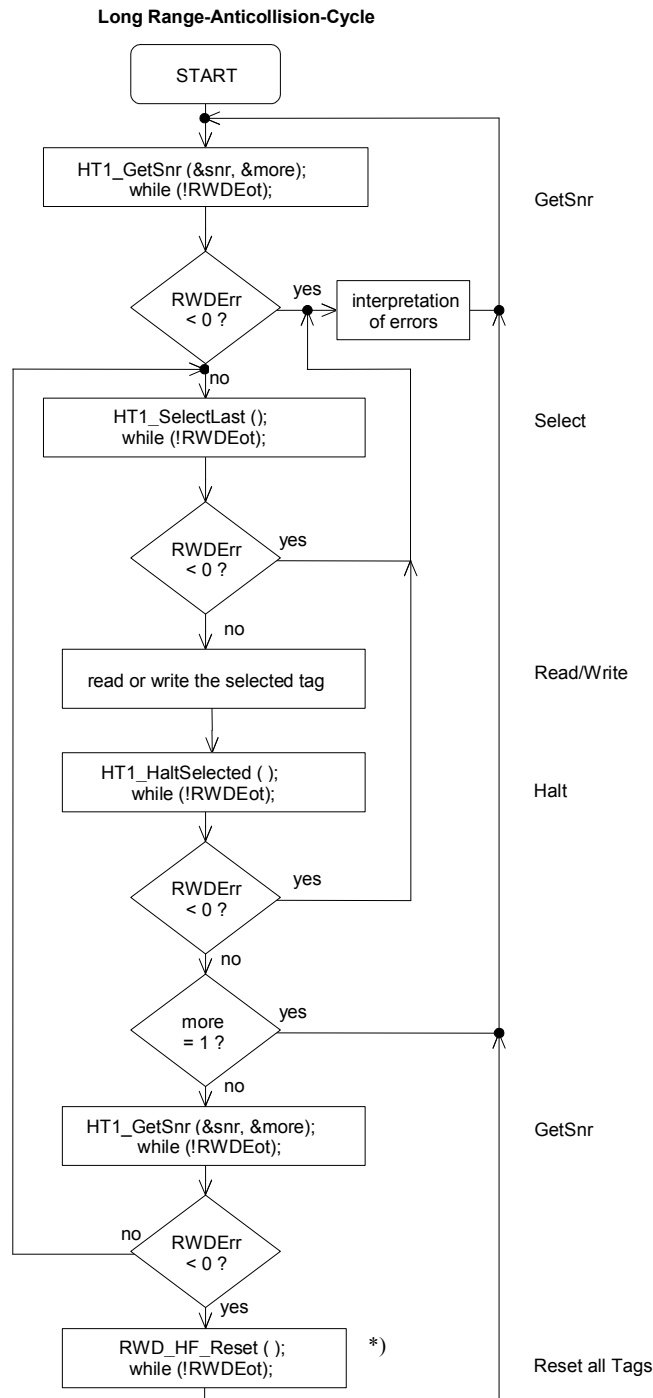 Long Range-Anticollision-Cycle
START
HT1_GetSnr (&snr, &more);
while (!RWDEot);
GetSnr
RWDErr
< 0 ?
yes
interpretation
of errors
no
HT1_SelectLast ();
while (!RWDEot);
Select
RWDErr
< 0 ?
yes
no
read or write the selected tag
Read/Write
HT1_HaltSelected ( );
while (!RWDEot);
Halt
RWDErr
< 0 ?
yes
no
more
= 1 ?
yes
no
HT1_GetSnr (&snr, &more);
while (!RWDEot);
GetSnr
no
RWDErr
< 0 ?
yes
RWD_HF_Reset ( );
while (!RWDEot);
*)
Reset all Tags